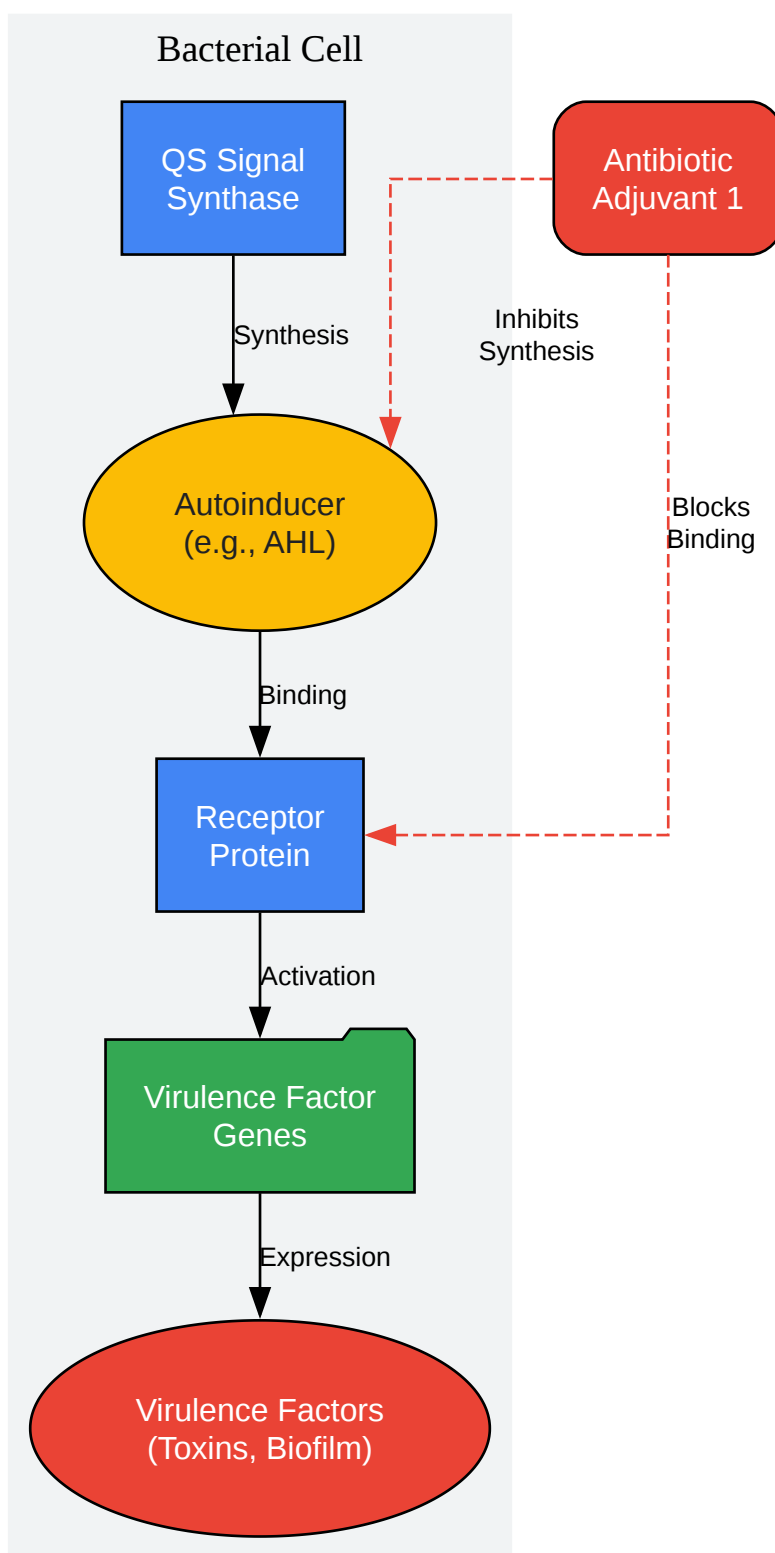 Bacterial Cell
QS Signal
Synthase
Antibiotic
Adjuvant 1
Synthesis
Inhibits
Synthesis
Autoinducer
(e.g., AHL)
Blocks
Binding
Binding
Receptor
Protein
Activation
Virulence Factor
Genes
Expression
Virulence Factors
(Toxins, Biofilm)